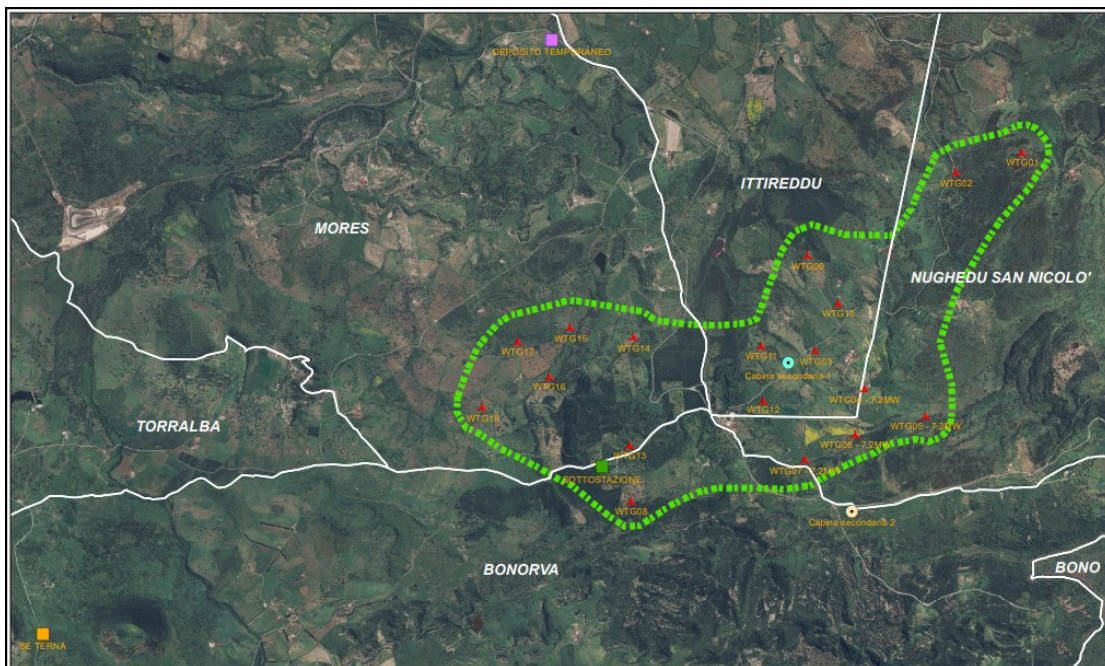 DEPOSITO TEMPORANEO
WTG01
WTG02
ITTIREDDU
MORES
WTG09
NUGHEDU SAN NICOLO'
WTG10
WTG15
WTG14
WTG17
WTG11
WTG03
Cabina secondaria 1
WTG16
WTG04 - 7.2MW
WTG12
WTG18
WTG05 - 7.2MW
TORRALBA
WTG06 - 7.2MW
WTG13
WTG07 - 7.2MW
SOTTOSTAZIONE
WTG08
Cabina secondaria 2
BONORVA
BONO
SE TERNA